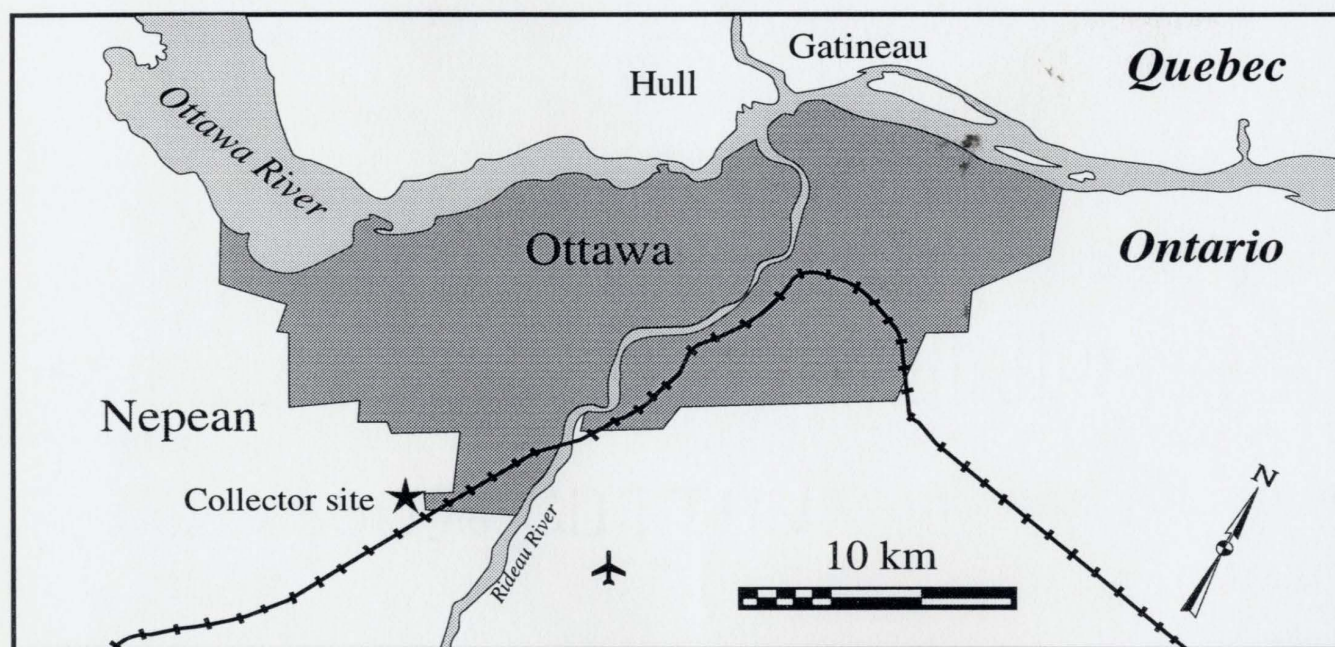 Gatineau
Quebec
Hull
Ottawa River
Ottawa
Ontario
Nepean
Collector site
Rideau River
10 km
N